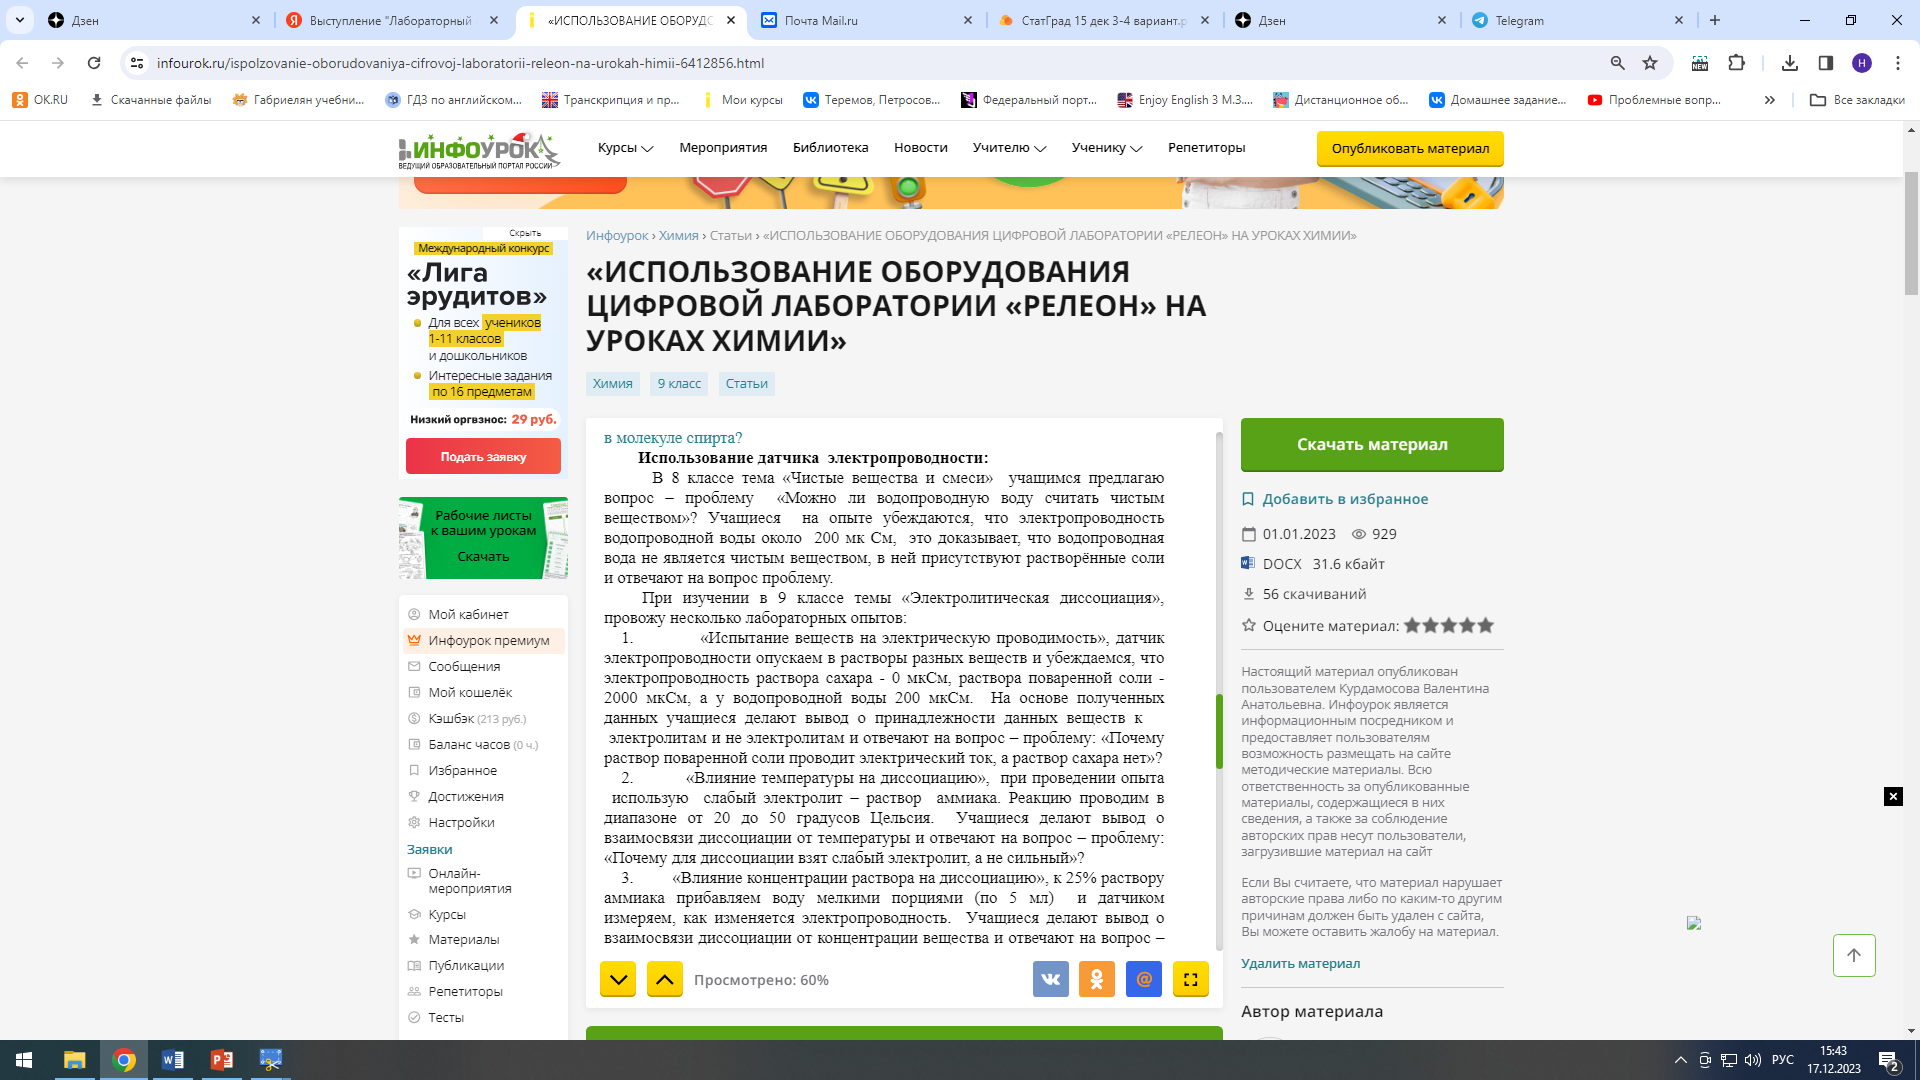 Дзен
Выступление "Лабораторный
«ИСПОЛЬЗОВАНИЕ ОБОРУДО
Почта Mail.ru
СтатГрад 15 дек 3-4 вариант.p
Дзен
Telegram
infourok.ru/ispolzovanie-oborudovaniya-cifrovoj-laboratorii-releon-na-urokah-himii-6412856.html
NEW
Н
OK.RU
Скачанные файлы
Габриелян учебни...
ГДЗ по английском...
Транскрипция и пр...
Мои курсы
Теремов, Петросов...
Федеральный порт...
Enjoy English 3 М.З....
Дистанционное об...
Домашнее задание...
Проблемные вопр...
Все закладки
ИНФОУРОК
ВЕДУЩИЙ ОБРАЗОВАТЕЛЬНЫЙ ПОРТАЛ РОССИИ
Курсы
Мероприятия
Библиотека
Новости
Учителю
Ученику
Репетиторы
Опубликовать материал
Скрыть
Международный конкурс
«Лига
эрудитов»
Для всех учеников
1-11 классов
и дошкольников
Интересные задания
по 16 предметам
Низкий оргвзнос: 29 руб.
Подать заявку
Рабочие листы
к вашим урокам
Скачать
Мой кабинет
Инфоурок премиум
Сообщения
Мой кошелёк
Кэшбэк (213 руб.)
Баланс часов (0 ч.)
Избранное
Достижения
Настройки
Заявки
Онлайн-
мероприятия
Курсы
Материалы
Публикации
Репетиторы
Тесты
Инфоурок › Химия › Статьи › «ИСПОЛЬЗОВАНИЕ ОБОРУДОВАНИЯ ЦИФРОВОЙ ЛАБОРАТОРИИ «РЕЛЕОН» НА УРОКАХ ХИМИИ»
«ИСПОЛЬЗОВАНИЕ ОБОРУДОВАНИЯ
ЦИФРОВОЙ ЛАБОРАТОРИИ «РЕЛЕОН» НА
УРОКАХ ХИМИИ»
Химия
9 класс
Статьи
в молекуле спирта?
Использование датчика электропроводности:
В 8 классе тема «Чистые вещества и смеси» учащимся предлагаю
вопрос – проблему «Можно ли водопроводную воду считать чистым
веществом»? Учащиеся на опыте убеждаются, что электропроводность
водопроводной воды около 200 мк См, это доказывает, что водопроводная
вода не является чистым веществом, в ней присутствуют растворённые соли
и отвечают на вопрос проблему.
При изучении в 9 классе темы «Электролитическая диссоциация»,
провожу несколько лабораторных опытов:
1. «Испытание веществ на электрическую проводимость», датчик
электропроводности опускаем в растворы разных веществ и убеждаемся, что
электропроводность раствора сахара - 0 мкСм, раствора поваренной соли -
2000 мкСм, а у водопроводной воды 200 мкСм. На основе полученных
данных учащиеся делают вывод о принадлежности данных веществ к
электролитам и не электролитам и отвечают на вопрос – проблему: «Почему
раствор поваренной соли проводит электрический ток, а раствор сахара нет»?
2. «Влияние температуры на диссоциацию», при проведении опыта
использую слабый электролит – раствор аммиака. Реакцию проводим в
диапазоне от 20 до 50 градусов Цельсия. Учащиеся делают вывод о
взаимосвязи диссоциации от температуры и отвечают на вопрос – проблему:
«Почему для диссоциации взят слабый электролит, а не сильный»?
3. «Влияние концентрации раствора на диссоциацию», к 25% раствору
аммиака прибавляем воду мелкими порциями (по 5 мл) и датчиком
измеряем, как изменяется электропроводность. Учащиеся делают вывод о
взаимосвязи диссоциации от концентрации вещества и отвечают на вопрос –
Просмотрено: 60%
Скачать материал
Добавить в избранное
01.01.2023 929
DOCX 31.6 кбайт
56 скачиваний
Оцените материал:
Настоящий материал опубликован
пользователем Курдамосова Валентина
Анатольевна. Инфоурок является
информационным посредником и
предоставляет пользователям
возможность размещать на сайте
методические материалы. Всю
ответственность за опубликованные
материалы, содержащиеся в них
сведения, а также за соблюдение
авторских прав несут пользователи,
загрузившие материал на сайт
Если Вы считаете, что материал нарушает
авторские права либо по каким-то другим
причинам должен быть удален с сайта,
Вы можете оставить жалобу на материал.
Удалить материал
Автор материала
РУС
15:43
17.12.2023
2